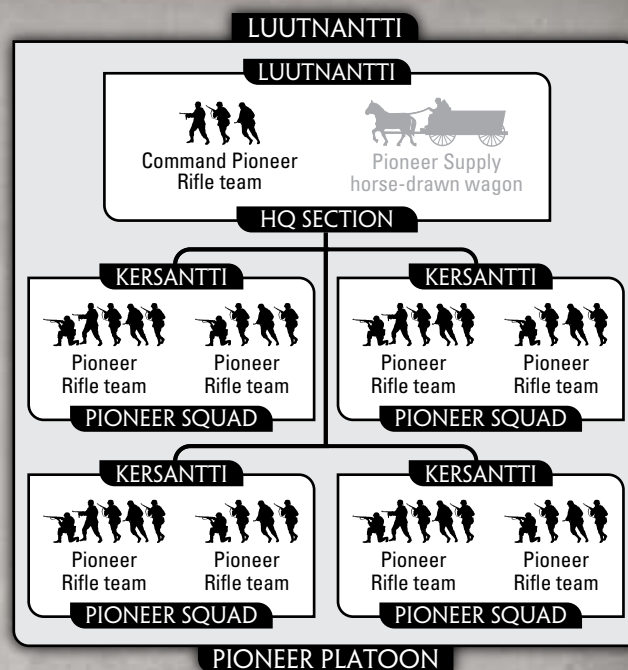 LUUTNANTTI
LUUTNANTTI
Command Pioneer
Rifle team
Pioneer Supply
horse-drawn wagon
HQ SECTION
KERSANTTI
Pioneer
Rifle team
Pioneer
Rifle team
PIONEER SQUAD
KERSANTTI
Pioneer
Rifle team
Pioneer
Rifle team
PIONEER SQUAD
KERSANTTI
Pioneer
Rifle team
Pioneer
Rifle team
PIONEER SQUAD
KERSANTTI
Pioneer
Rifle team
Pioneer
Rifle team
PIONEER SQUAD
PIONEER PLATOON